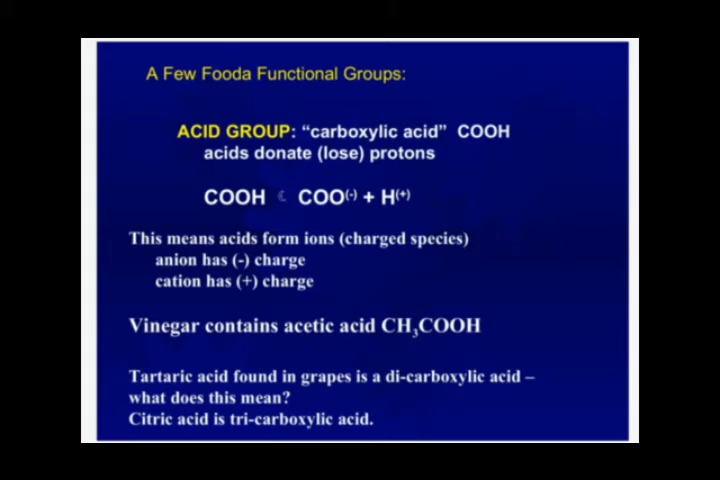 A Few Fooda Functional Groups:
ACID GROUP: “carboxylic acid” COOH
acids donate (lose) protons
COOH ☾ COO(-) + H(+)
This means acids form ions (charged species)
anion has (-) charge
cation has (+) charge
Vinegar contains acetic acid CH₃COOH
Tartaric acid found in grapes is a di-carboxylic acid –
what does this mean?
Citric acid is tri-carboxylic acid.